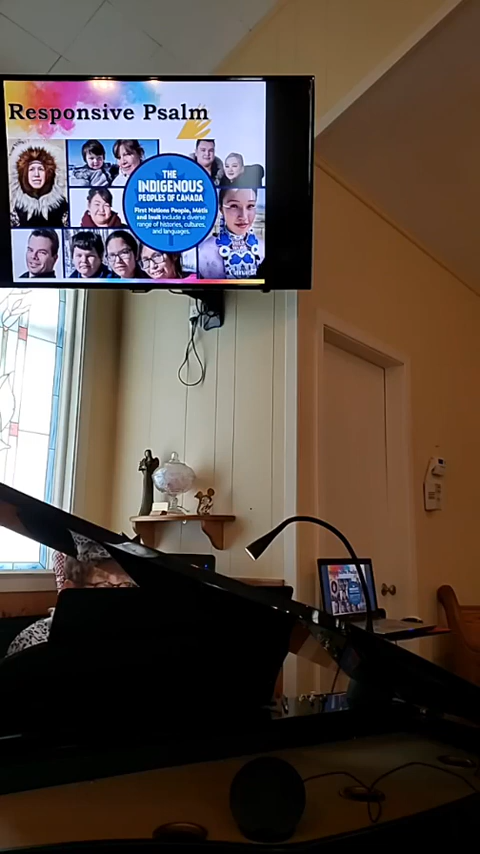 Responsive Psalm
THE
INDIGENOUS
PEOPLES OF CANADA
First Nations People, Métis
and Inuit include a diverse
range of histories, cultures,
and languages.
Canada